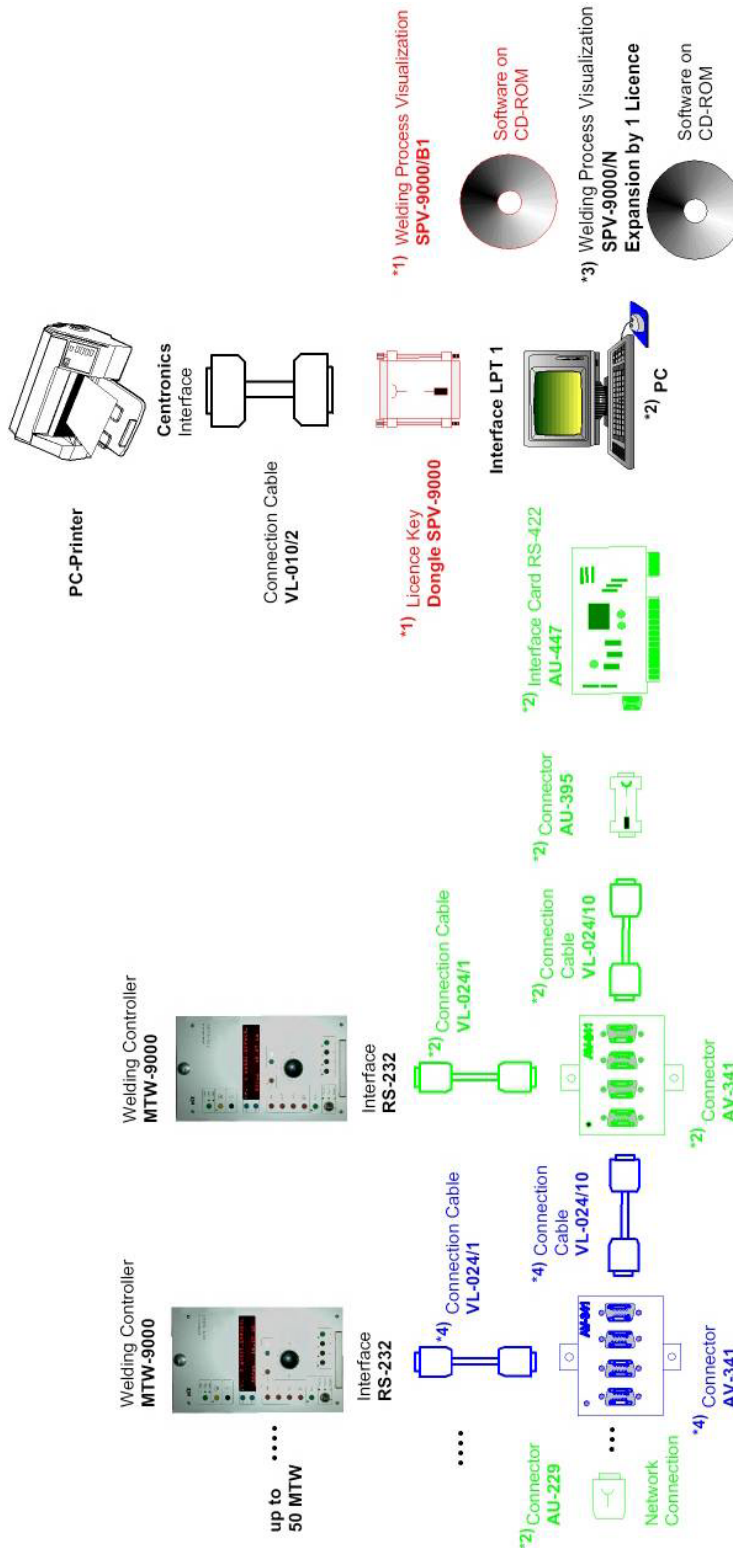 PC-Printer
Centronics
Interface
Connection Cable
VL-010/2
*1) Licence Key
Dongle SPV-9000
Interface LPT 1
*2) PC
*1) Welding Process Visualization
SPV-9000/B1
Software on
CD-ROM
*3) Welding Process Visualization
SPV-9000/N
Expansion by 1 Licence
Software on
CD-ROM
up to
50 MTW
Welding Controller
MTW-9000
Interface
RS-232
Welding Controller
MTW-9000
Interface
RS-232
*4) Connection Cable
VL-024/1
*2) Connection Cable
VL-024/1
*2) Connector
AU-229
Network
Connection
AV-341
*4) Connector
AV-341
*4) Connection
Cable
VL-024/10
AV-341
*2) Connector
AV-341
*2) Connection
Cable
VL-024/10
*2) Connector
AU-395
*2) Interface Card RS-422
AU-447